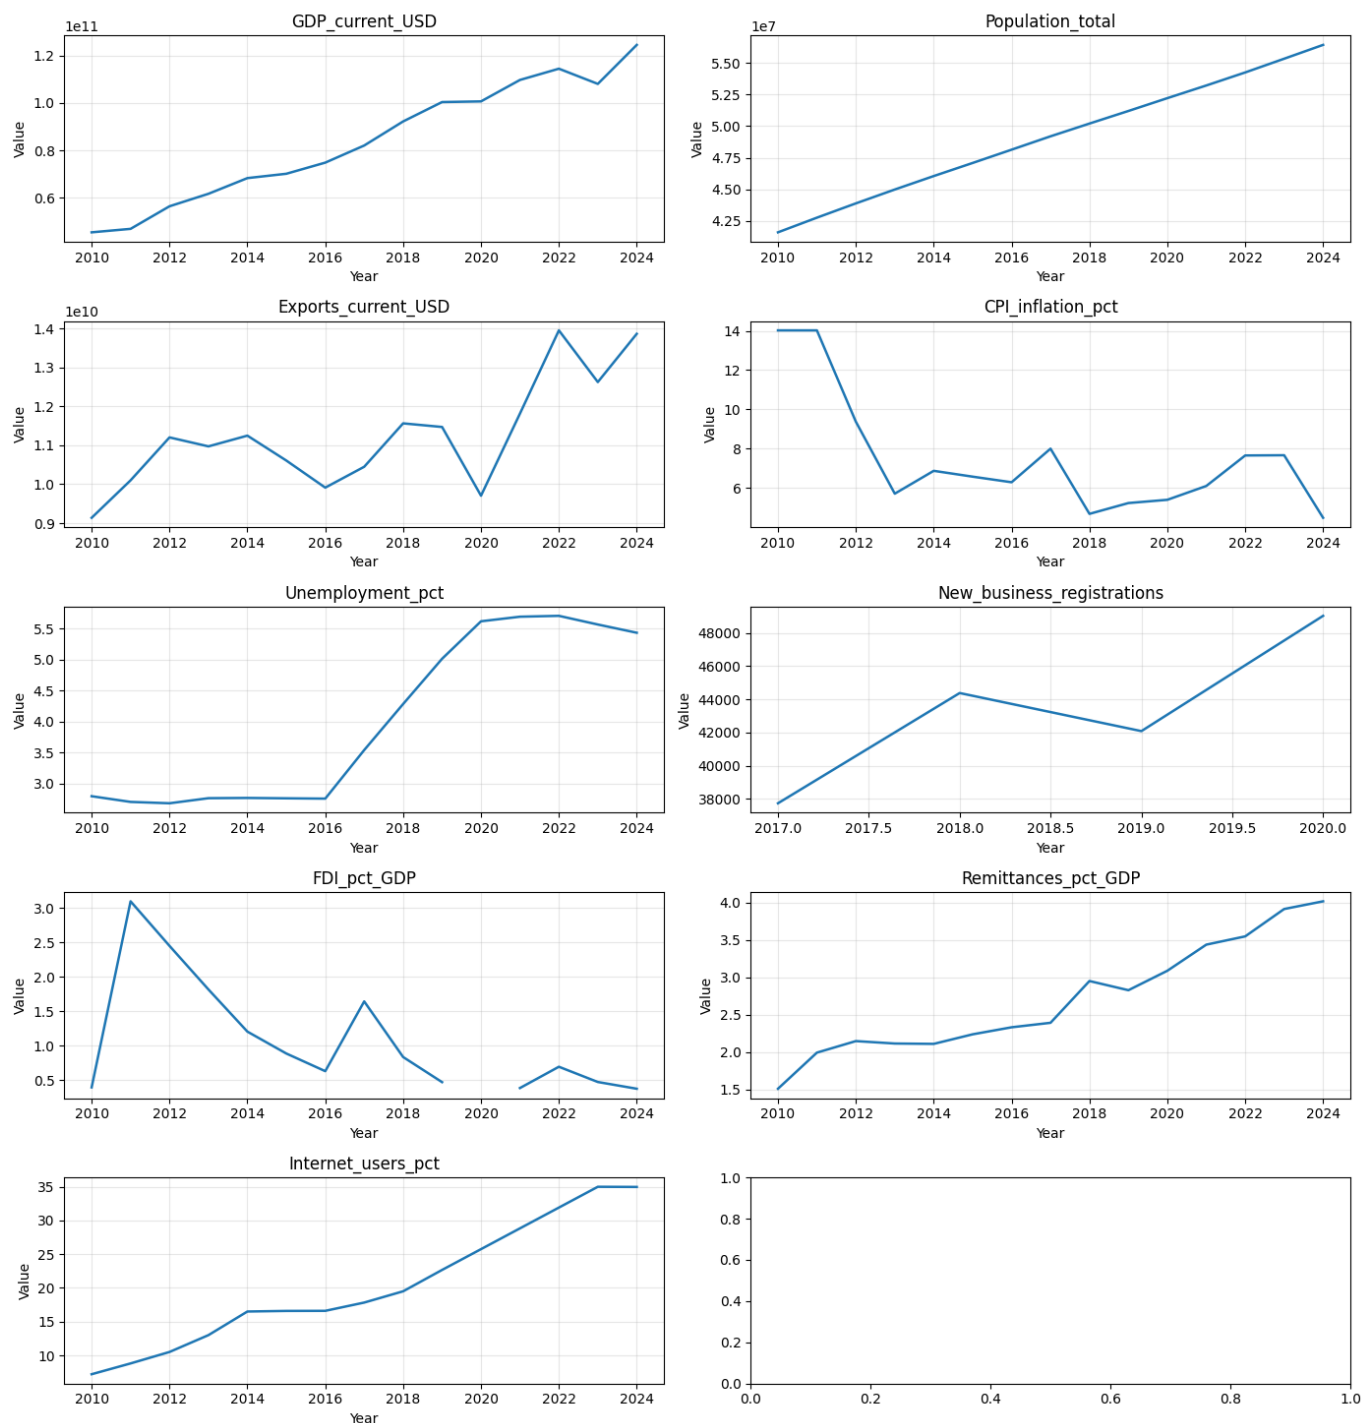 GDP_current_USD
1e11
1.2
1.0
0.8
0.6
Value
2010 2012 2014 2016 2018 2020 2022 2024
Year
Population_total
1e7
5.50
5.25
5.00
4.75
4.50
4.25
Value
2010 2012 2014 2016 2018 2020 2022 2024
Year
Exports_current_USD
1e10
1.4
1.3
1.2
1.1
1.0
0.9
Value
2010 2012 2014 2016 2018 2020 2022 2024
Year
CPI_inflation_pct
14
12
10
8
6
Value
2010 2012 2014 2016 2018 2020 2022 2024
Year
Unemployment_pct
5.5
5.0
4.5
4.0
3.5
3.0
Value
2010 2012 2014 2016 2018 2020 2022 2024
Year
New_business_registrations
48000
46000
44000
42000
40000
38000
Value
2017.0 2017.5 2018.0 2018.5 2019.0 2019.5 2020.0
Year
FDI_pct_GDP
3.0
2.5
2.0
1.5
1.0
0.5
Value
2010 2012 2014 2016 2018 2020 2022 2024
Year
Remittances_pct_GDP
4.0
3.5
3.0
2.5
2.0
1.5
Value
2010 2012 2014 2016 2018 2020 2022 2024
Year
Internet_users_pct
35
30
25
20
15
10
Value
2010 2012 2014 2016 2018 2020 2022 2024
Year
1.0
0.8
0.6
0.4
0.2
0.0
0.0 0.2 0.4 0.6 0.8 1.0